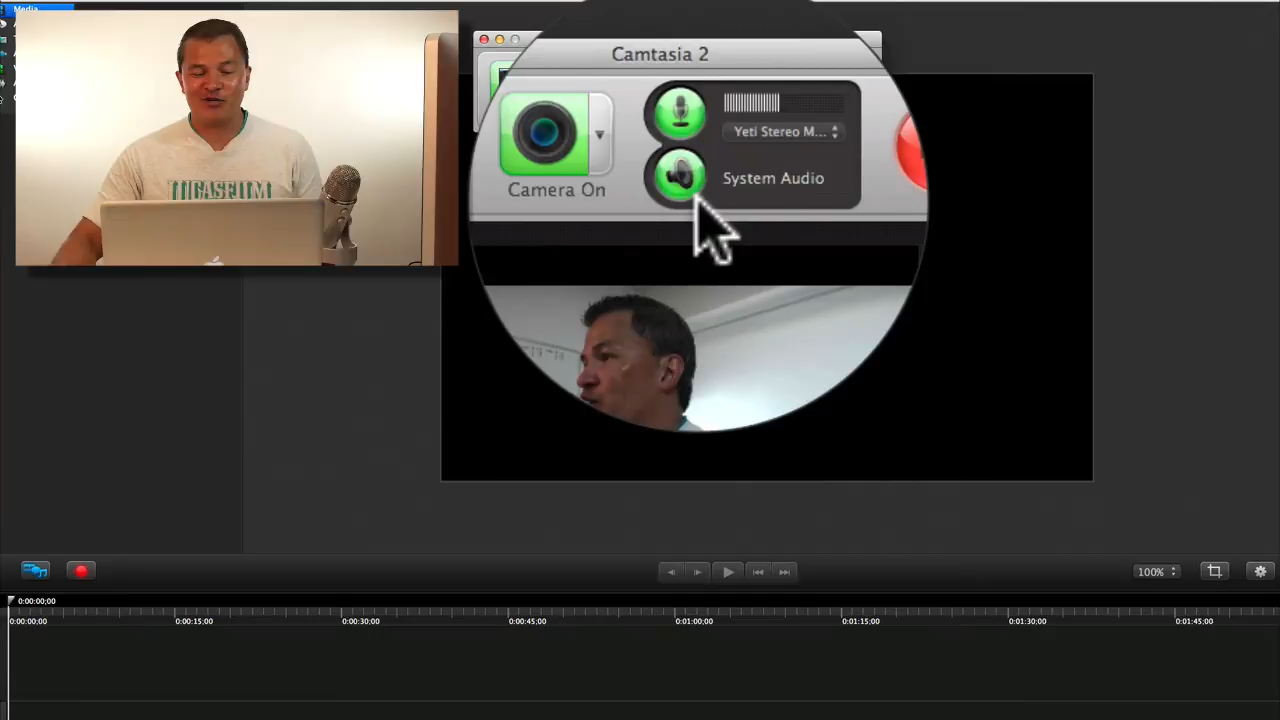 Media
Camtasia 2
Yeti Stereo M...
Camera On
System Audio
100%
0:00:00;00
0:00:00;00
0:00:15;00
0:00:30;00
0:00:45;00
0:01:00;00
0:01:15;00
0:01:30;00
0:01:45;00